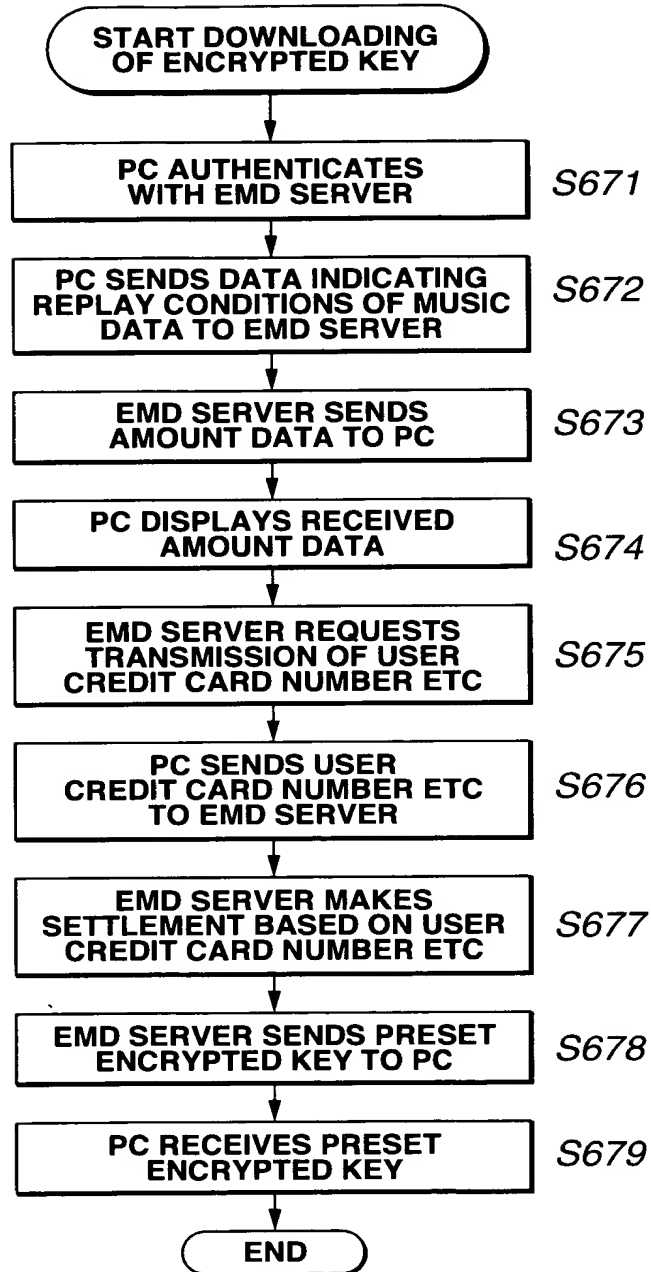 START DOWNLOADING
OF ENCRYPTED KEY
PC AUTHENTICATES
WITH EMD SERVER
S671
PC SENDS DATA INDICATING
REPLAY CONDITIONS OF MUSIC
DATA TO EMD SERVER
S672
EMD SERVER SENDS
AMOUNT DATA TO PC
S673
PC DISPLAYS RECEIVED
AMOUNT DATA
S674
EMD SERVER REQUESTS
TRANSMISSION OF USER
CREDIT CARD NUMBER ETC
S675
PC SENDS USER
CREDIT CARD NUMBER ETC
TO EMD SERVER
S676
EMD SERVER MAKES
SETTLEMENT BASED ON USER
CREDIT CARD NUMBER ETC
S677
EMD SERVER SENDS PRESET
ENCRYPTED KEY TO PC
S678
PC RECEIVES PRESET
ENCRYPTED KEY
S679
END